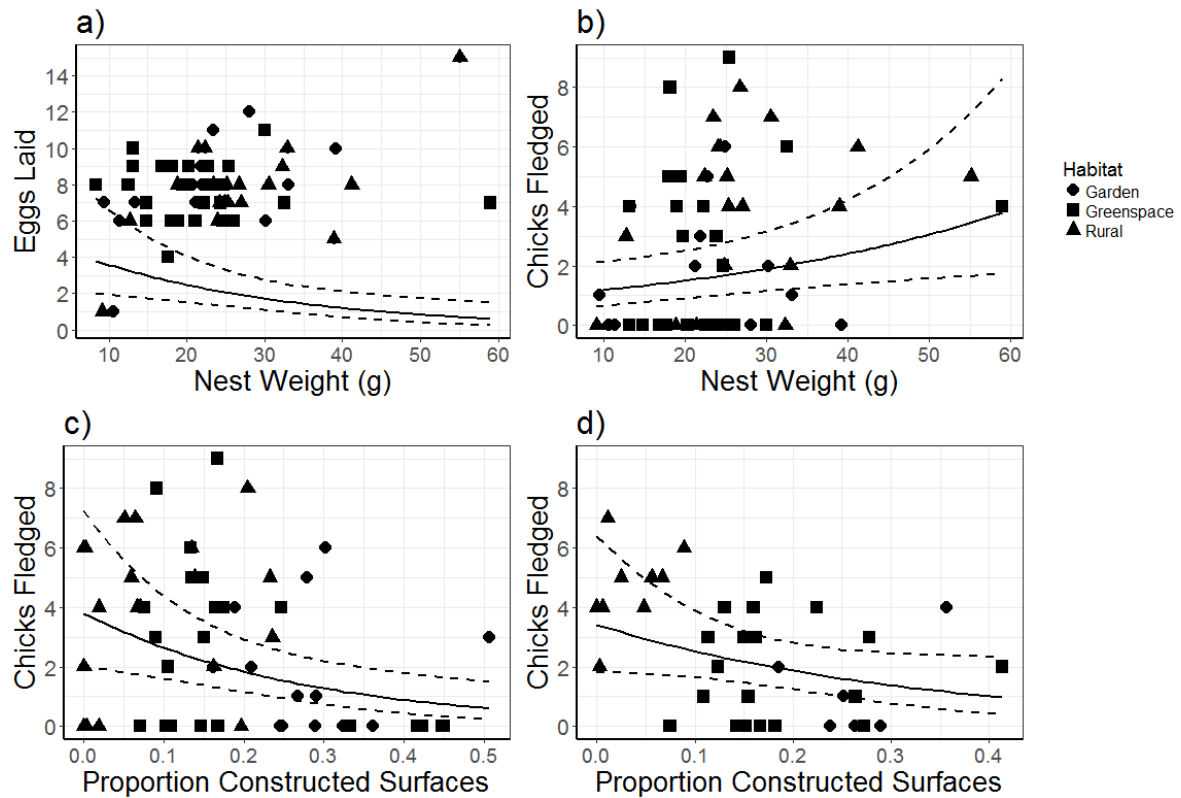 a)
Eggs Laid
14
12
10
8
6
4
2
0
10 20 30 40 50 60
Nest Weight (g)
b)
Chicks Fledged
8
6
4
2
0
10 20 30 40 50 60
Nest Weight (g)
Habitat
Garden
Greenspace
Rural
c)
Chicks Fledged
8
6
4
2
0
0.0 0.1 0.2 0.3 0.4 0.5
Proportion Constructed Surfaces
d)
Chicks Fledged
8
6
4
2
0
0.0 0.1 0.2 0.3 0.4
Proportion Constructed Surfaces